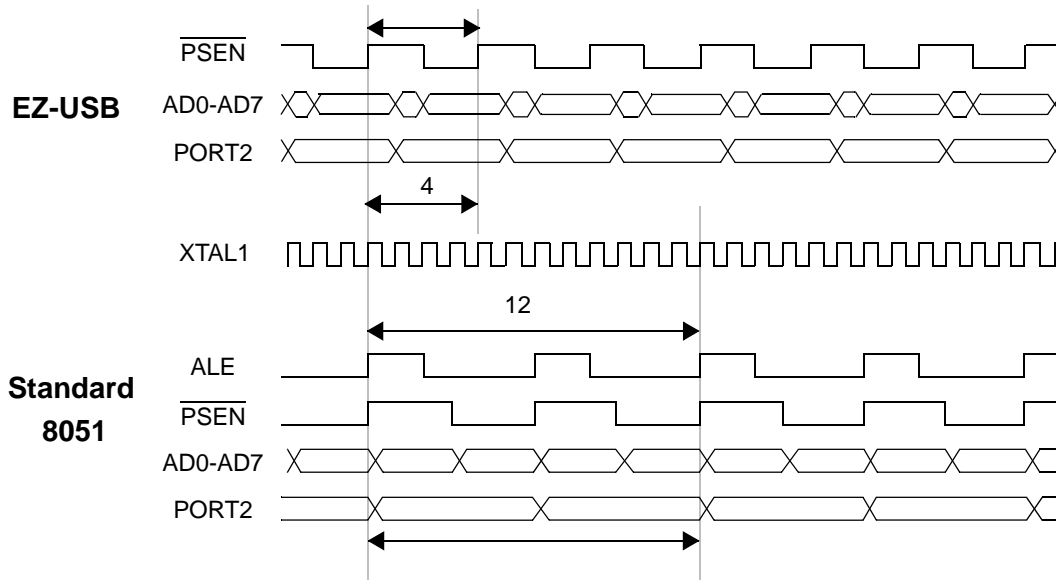 PSEN
EZ-USB
AD0-AD7
PORT2
4
XTAL1
12
ALE
Standard
8051
PSEN
AD0-AD7
PORT2